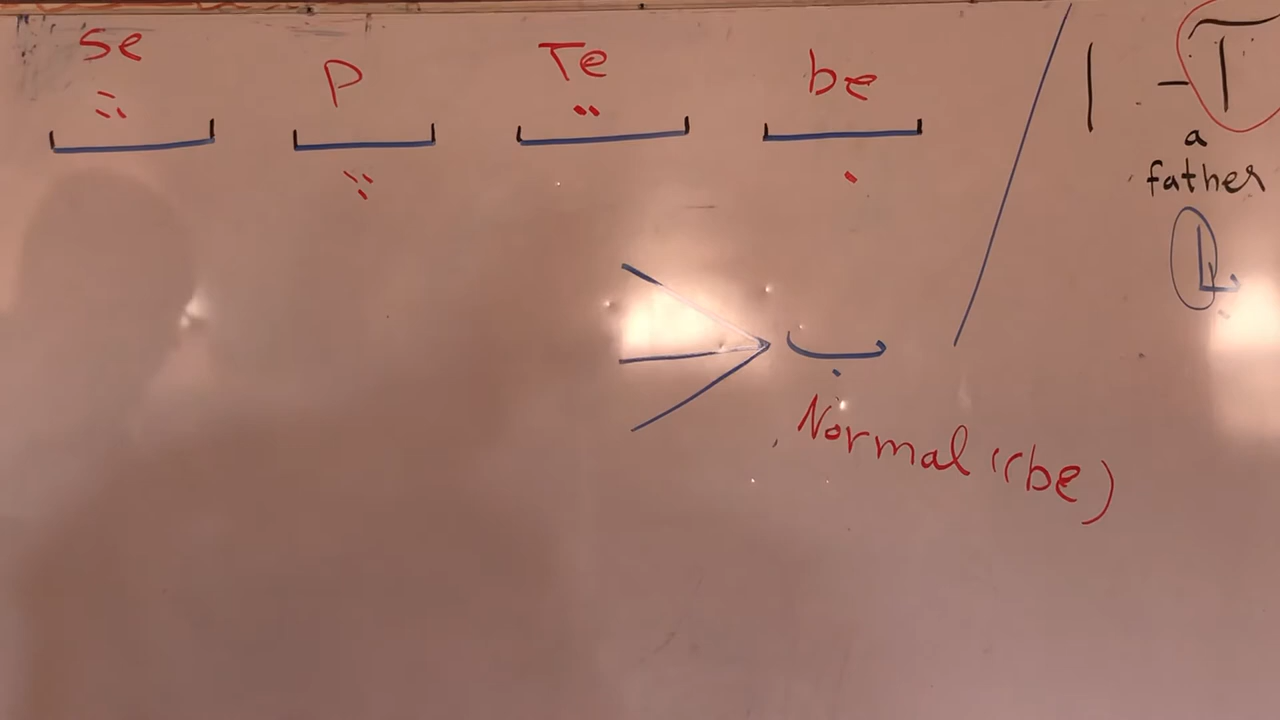 se P Te be
ث پ ت ب
ا - آ
a
father
ب
Normal "be)